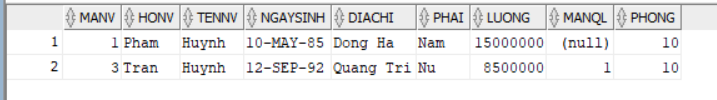 MANV HONV TENNV NGAYSINH DIACHI PHAI LUONG MANQL PHONG
1 1 Pham Huynh 10-MAY-85 Dong Ha Nam 15000000 (null) 10
2 3 Tran Huynh 12-SEP-92 Quang Tri Nu 8500000 1 10